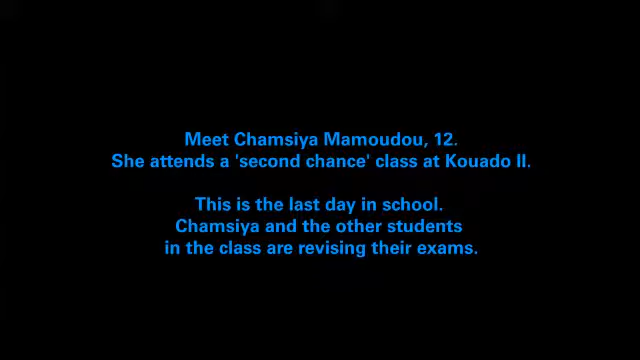 Meet Chamsiya Mamoudou, 12.
She attends a 'second chance' class at Kouado II.
This is the last day in school.
Chamsiya and the other students
in the class are revising their exams.